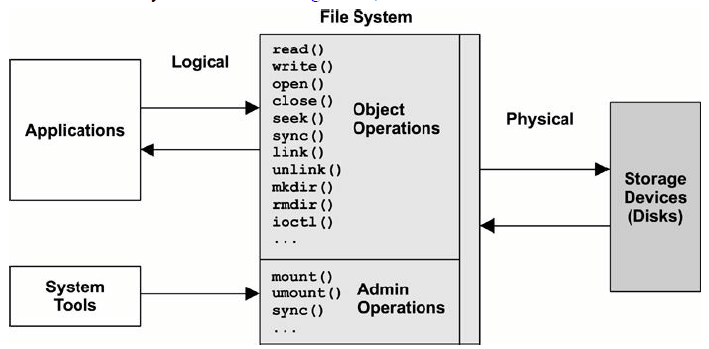 File System
Logical
Applications
read()
write()
open()
close()
seek()
sync()
link()
unlink()
mkdir()
rmdir()
ioctl()
...
Object
Operations
Physical
Storage
Devices
(Disks)
System
Tools
mount()
umount()
sync()
...
Admin
Operations